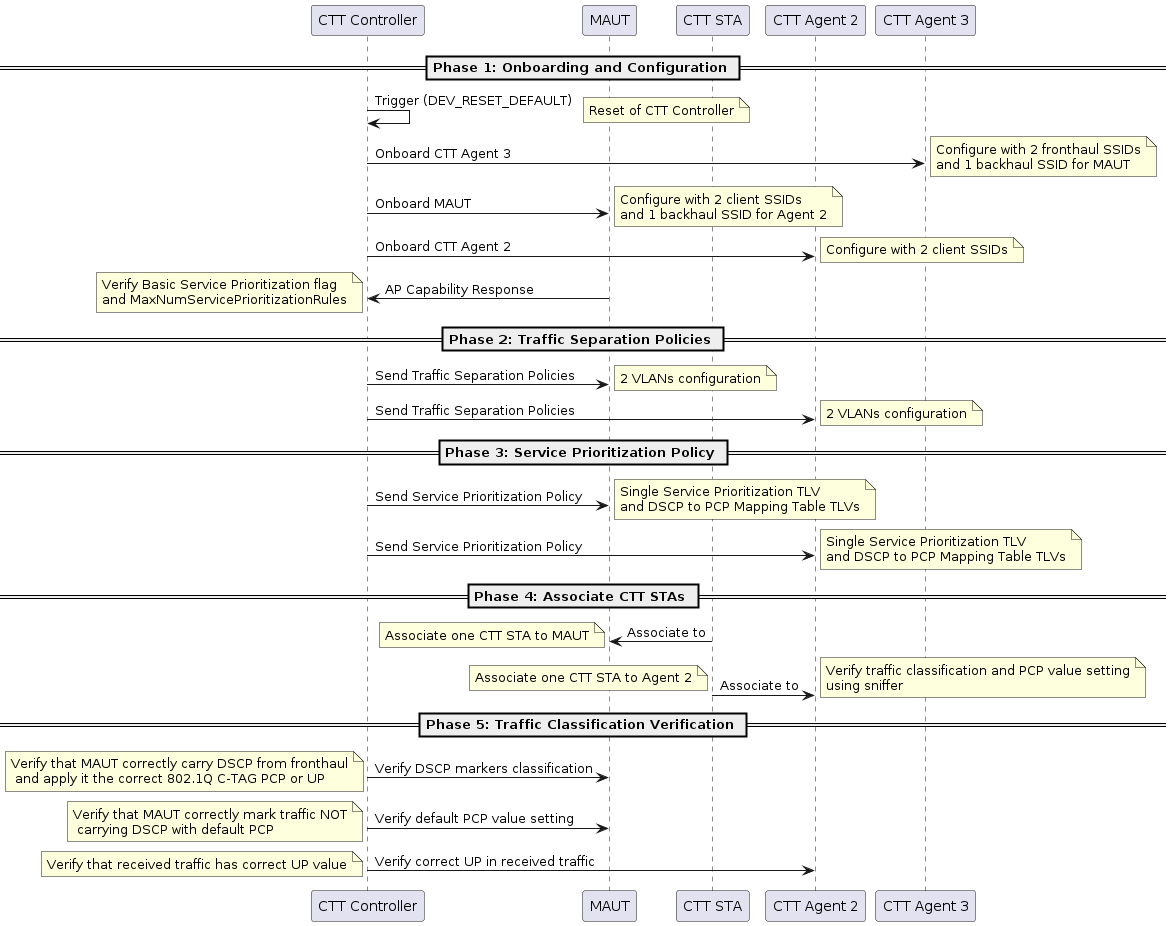 CTT Controller
MAUT
CTT STA
CTT Agent 2
CTT Agent 3
Phase 1: Onboarding and Configuration
Trigger (DEV_RESET_DEFAULT)
Reset of CTT Controller
Onboard CTT Agent 3
Configure with 2 fronthaul SSIDs
and 1 backhaul SSID for MAUT
Onboard MAUT
Configure with 2 client SSIDs
and 1 backhaul SSID for Agent 2
Onboard CTT Agent 2
Configure with 2 client SSIDs
Verify Basic Service Prioritization flag
and MaxNumServicePrioritizationRules
AP Capability Response
Phase 2: Traffic Separation Policies
Send Traffic Separation Policies
2 VLANs configuration
Send Traffic Separation Policies
2 VLANs configuration
Phase 3: Service Prioritization Policy
Send Service Prioritization Policy
Single Service Prioritization TLV
and DSCP to PCP Mapping Table TLVs
Send Service Prioritization Policy
Single Service Prioritization TLV
and DSCP to PCP Mapping Table TLVs
Phase 4: Associate CTT STAs
Associate one CTT STA to MAUT
Associate to
Associate one CTT STA to Agent 2
Associate to
Verify traffic classification and PCP value setting
using sniffer
Phase 5: Traffic Classification Verification
Verify that MAUT correctly carry DSCP from fronthaul
and apply it the correct 802.1Q C-TAG PCP or UP
Verify DSCP markers classification
Verify that MAUT correctly mark traffic NOT
carrying DSCP with default PCP
Verify default PCP value setting
Verify that received traffic has correct UP value
Verify correct UP in received traffic
CTT Controller
MAUT
CTT STA
CTT Agent 2
CTT Agent 3